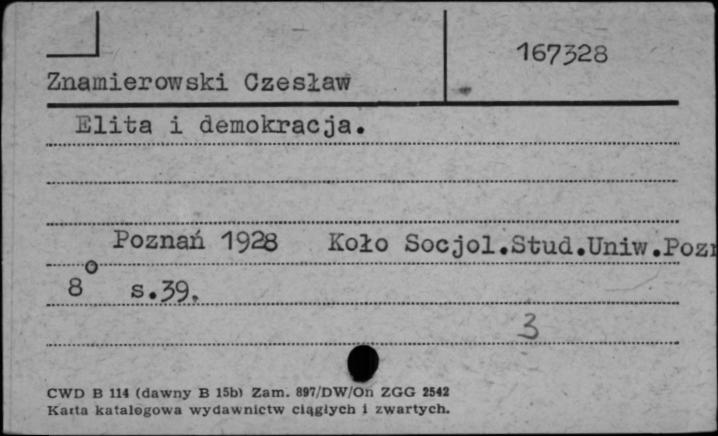 167328
Znamierowski Czesław
Elita i demokracja.
Poznań 1928 Koło Socjol.Stud.Uniw.Pozn
8° s.39.
3
CWD B 114 (dawny B 15b) Zam. 897/DW/On ZGG 2542
Karta katalogowa wydawnictw ciągłych i zwartych.